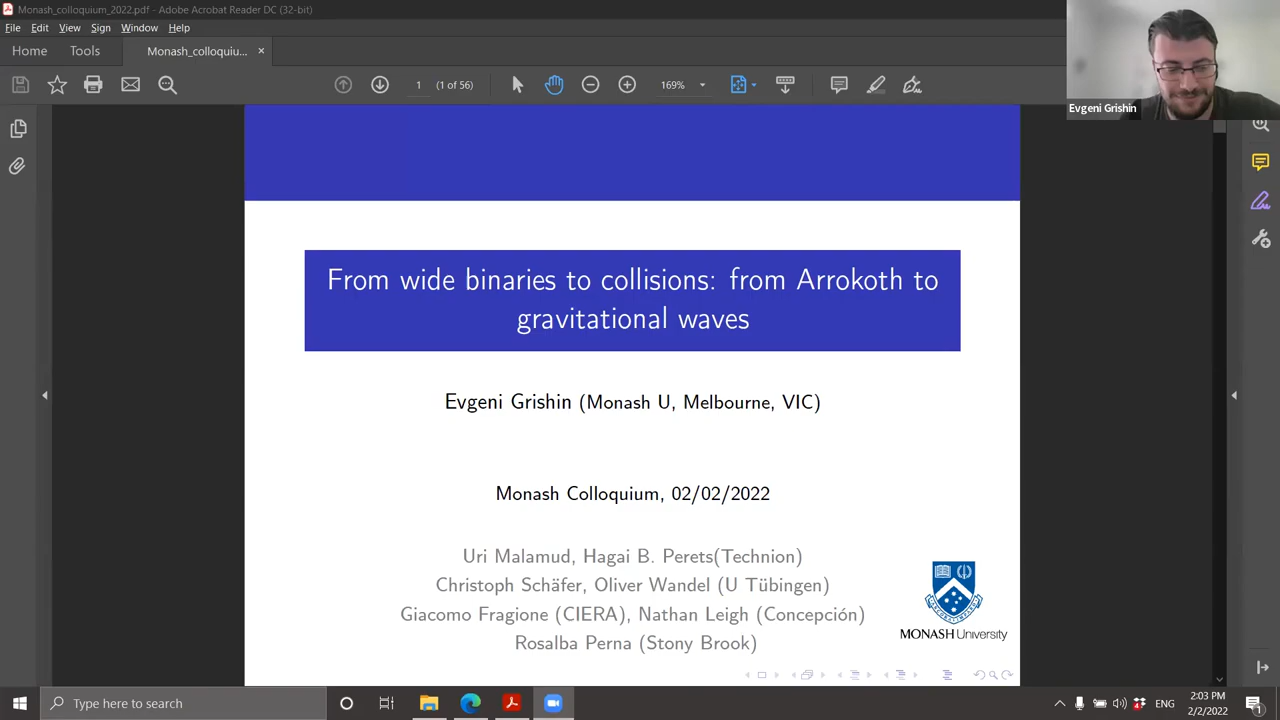 Monash_colloquium_2022.pdf - Adobe Acrobat Reader DC (32-bit)
File Edit View Sign Window Help
Home Tools Monash_colloquiu... ×
1 (1 of 56) 169%
Evgeni Grishin
From wide binaries to collisions: from Arrokoth to
gravitational waves
Evgeni Grishin (Monash U, Melbourne, VIC)
Monash Colloquium, 02/02/2022
Uri Malamud, Hagai B. Perets(Technion)
Christoph Schäfer, Oliver Wandel (U Tübingen)
Giacomo Fragione (CIERA), Nathan Leigh (Concepción)
Rosalba Perna (Stony Brook)
MONASH University
Type here to search
ENG
2:03 PM
2/2/2022
1